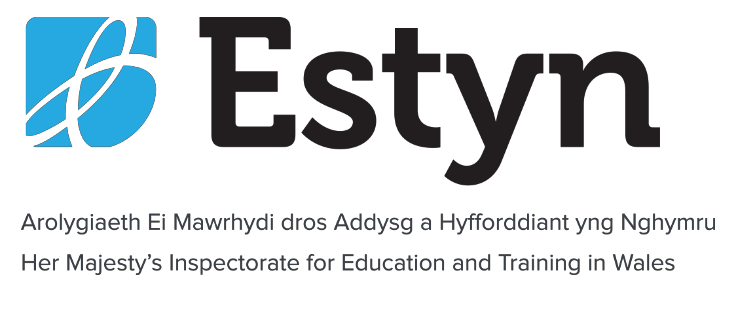 Estyn
Arolygiaeth Ei Mawrhydi dros Addysg a Hyfforddiant yng Nghymru
Her Majesty’s Inspectorate for Education and Training in Wales